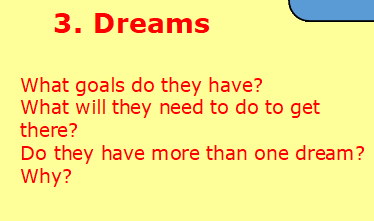 3. Dreams
What goals do they have?
What will they need to do to get
there?
Do they have more than one dream?
Why?